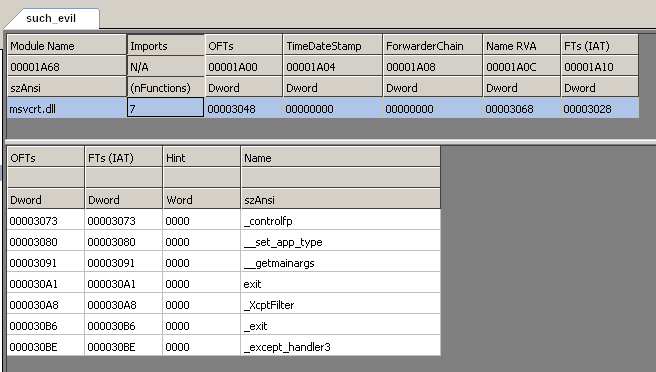 such_evil
Module Name Imports OFTs TimeDateStamp ForwarderChain Name RVA FTs (IAT)
00001A68 N/A 00001A00 00001A04 00001A08 00001A0C 00001A10
szAnsi (nFunctions) Dword Dword Dword Dword Dword
msvcrt.dll 7 00003048 00000000 00000000 00003068 00003028
OFTs FTs (IAT) Hint Name
Dword Dword Word szAnsi
00003073 00003073 0000 _controlfp
00003080 00003080 0000 __set_app_type
00003091 00003091 0000 __getmainargs
000030A1 000030A1 0000 exit
000030A8 000030A8 0000 _XcptFilter
000030B6 000030B6 0000 _exit
000030BE 000030BE 0000 _except_handler3